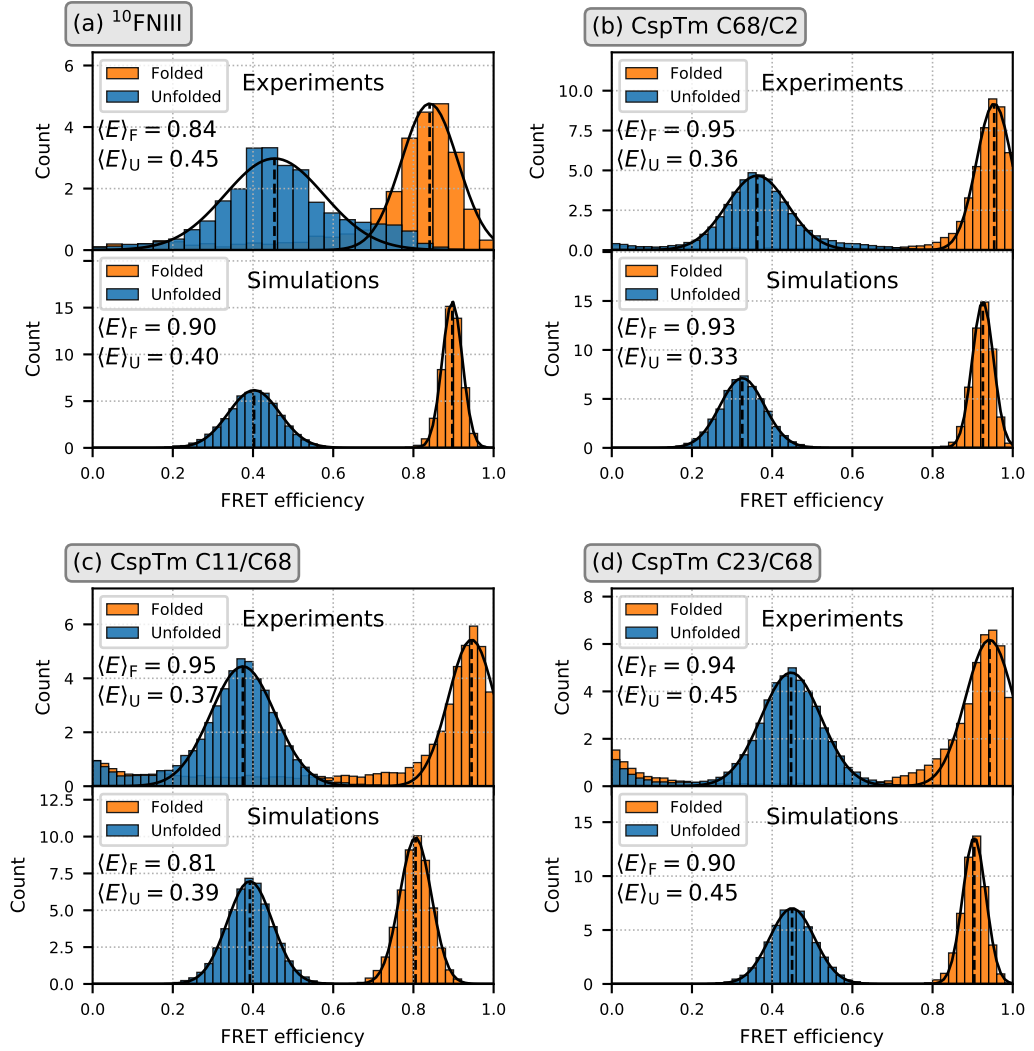 (a) ¹⁰FNIII
6
4
2
0
Count
Folded
Unfolded
Experiments
⟨E⟩F = 0.84
⟨E⟩U = 0.45
15
10
5
0
Count
Folded
Unfolded
Simulations
⟨E⟩F = 0.90
⟨E⟩U = 0.40
0.0 0.2 0.4 0.6 0.8 1.0
FRET efficiency
(b) CspTm C68/C2
10.0
7.5
5.0
2.5
0.0
Count
Folded
Unfolded
Experiments
⟨E⟩F = 0.95
⟨E⟩U = 0.36
15
10
5
0
Count
Folded
Unfolded
Simulations
⟨E⟩F = 0.93
⟨E⟩U = 0.33
0.0 0.2 0.4 0.6 0.8 1.0
FRET efficiency
(c) CspTm C11/C68
6
4
2
0
Count
Folded
Unfolded
Experiments
⟨E⟩F = 0.95
⟨E⟩U = 0.37
12.5
10.0
7.5
5.0
2.5
0.0
Count
Folded
Unfolded
Simulations
⟨E⟩F = 0.81
⟨E⟩U = 0.39
0.0 0.2 0.4 0.6 0.8 1.0
FRET efficiency
(d) CspTm C23/C68
8
6
4
2
0
Count
Folded
Unfolded
Experiments
⟨E⟩F = 0.94
⟨E⟩U = 0.45
15
10
5
0
Count
Folded
Unfolded
Simulations
⟨E⟩F = 0.90
⟨E⟩U = 0.45
0.0 0.2 0.4 0.6 0.8 1.0
FRET efficiency